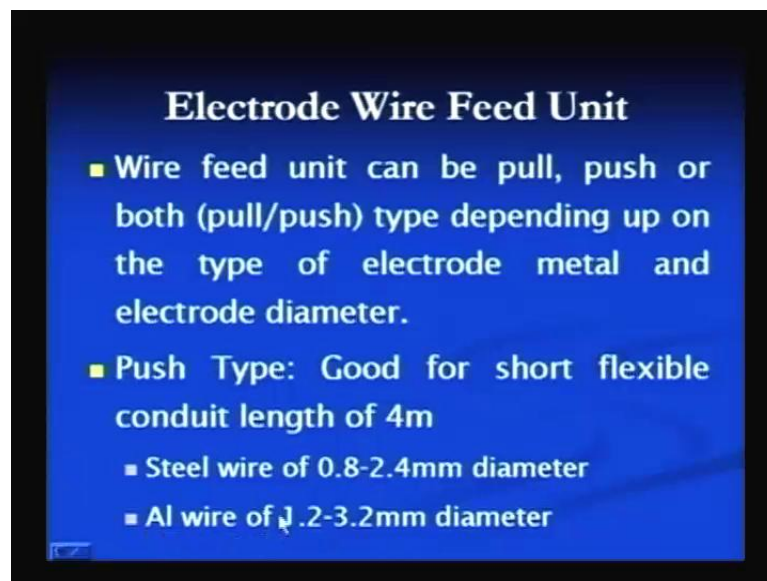 Electrode Wire Feed Unit
Wire feed unit can be pull, push or
both (pull/push) type depending up on
the type of electrode metal and
electrode diameter.
Push Type: Good for short flexible
conduit length of 4m
Steel wire of 0.8-2.4mm diameter
Al wire of 1.2-3.2mm diameter